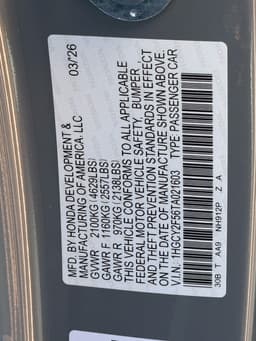 03/26
MFD. BY HONDA DEVELOPMENT &
MANUFACTURING OF AMERICA, LLC
GVWR 2100KG(4629LBS)
GAWR F 1160KG(2557LBS)
GAWR R 970KG(2138LBS)
THIS VEHICLE CONFORMS TO ALL APPLICABLE
FEDERAL MOTOR VEHICLE SAFETY, BUMPER,
AND THEFT PREVENTION STANDARDS IN EFFECT
ON THE DATE OF MANUFACTURE SHOWN ABOVE.
V.I.N.: 1HGCY2F56TA021603 TYPE: PASSENGER CAR
30B T AA9 NH912P Z A